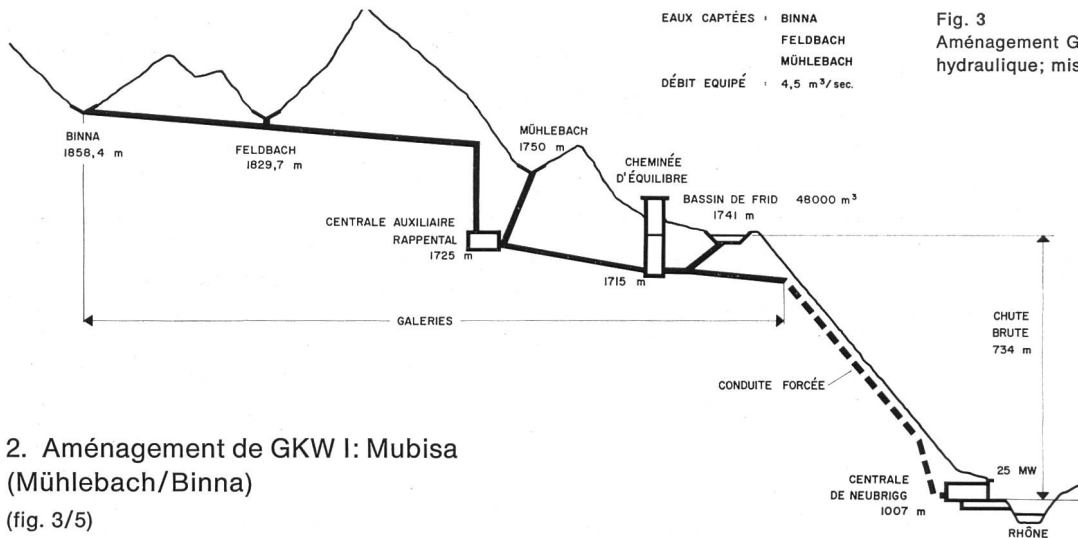 EAUX CAPTÉES : BINNA
FELDBACH
MÜHLEBACH
DÉBIT EQUIPÉ : 4,5 m³/sec.
Fig. 3
Aménagement G
hydraulique; mis
BINNA
1858,4 m
FELDBACH
1829,7 m
MÜHLEBACH
1750 m
CHEMINÉE
D'ÉQUILIBRE
BASSIN DE FRID 48000 m³
1741 m
CENTRALE AUXILIAIRE
RAPPENTAL
1725 m
1715 m
GALERIES
CHUTE
BRUTE
734 m
CONDUITE FORCÉE
2. Aménagement de GKW I: Mubisa
(Mühlebach/Binna)
(fig. 3/5)
25 MW
CENTRALE
DE NEUBRIGG
1007 m
RHÔNE